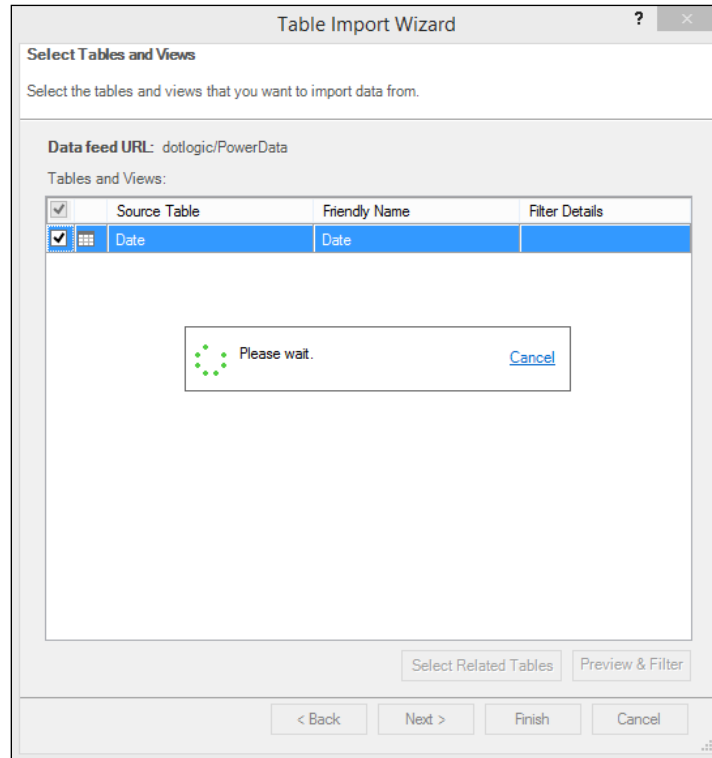 Table Import Wizard ?
Select Tables and Views
Select the tables and views that you want to import data from.
Data feed URL: dotlogic/PowerData
Tables and Views:
Source Table Friendly Name Filter Details
Date Date
Please wait. Cancel
Select Related Tables Preview & Filter
< Back Next > Finish Cancel